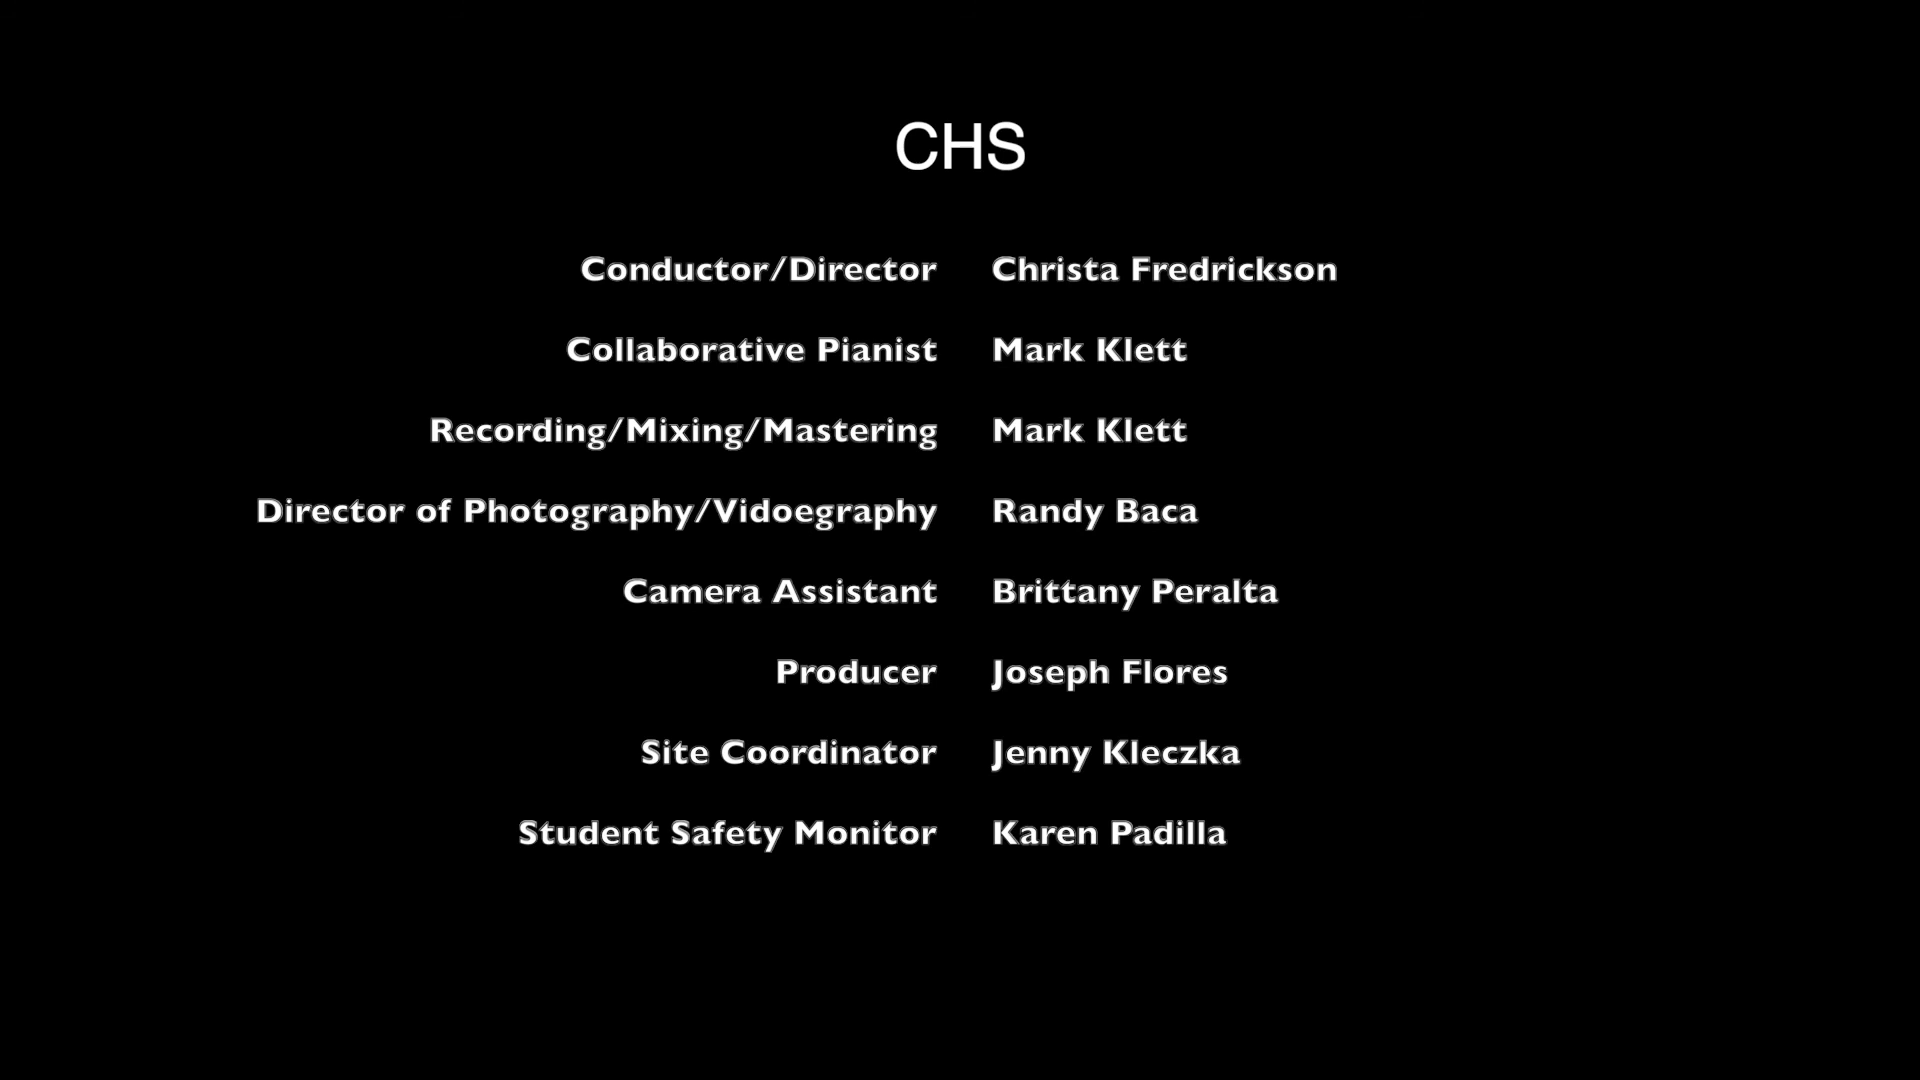 CHS
Conductor/Director Christa Fredrickson
Collaborative Pianist Mark Klett
Recording/Mixing/Mastering Mark Klett
Director of Photography/Vidoegraphy Randy Baca
Camera Assistant Brittany Peralta
Producer Joseph Flores
Site Coordinator Jenny Kleczka
Student Safety Monitor Karen Padilla